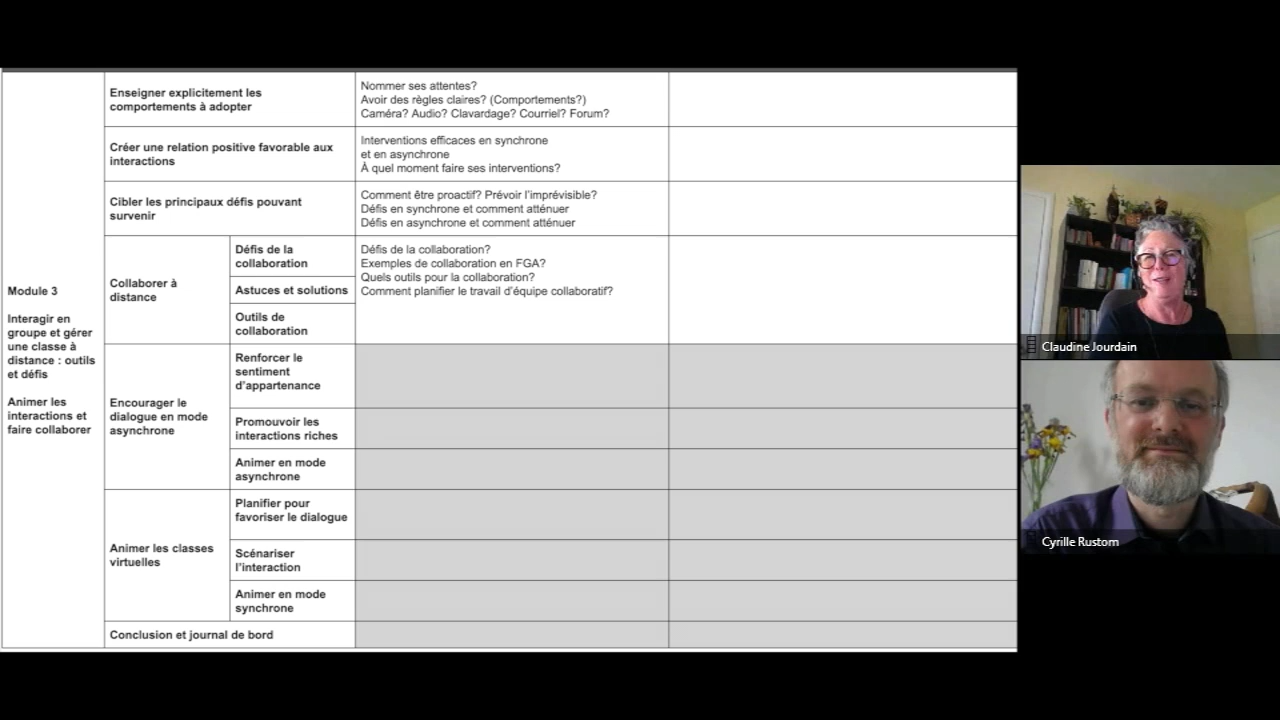 Module 3
Interagir en
groupe et gérer
une classe à
distance : outils
et défis
Animer les
interactions et
faire collaborer
Enseigner explicitement les
comportements à adopter
Nommer ses attentes?
Avoir des règles claires? (Comportements?)
Caméra? Audio? Clavardage? Courriel? Forum?
Créer une relation positive favorable aux
interactions
Interventions efficaces en synchrone
et en asynchrone
À quel moment faire ses interventions?
Cibler les principaux défis pouvant
survenir
Comment être proactif? Prévoir l'imprévisible?
Défis en synchrone et comment atténuer
Défis en asynchrone et comment atténuer
Collaborer à
distance
Défis de la
collaboration
Astuces et solutions
Outils de
collaboration
Défis de la collaboration?
Exemples de collaboration en FGA?
Quels outils pour la collaboration?
Comment planifier le travail d'équipe collaboratif?
Encourager le
dialogue en mode
asynchrone
Renforcer le
sentiment
d'appartenance
Promouvoir les
interactions riches
Animer en mode
asynchrone
Animer les classes
virtuelles
Planifier pour
favoriser le dialogue
Scénariser
l'interaction
Animer en mode
synchrone
Conclusion et journal de bord
Claudine Jourdain
Cyrille Rustom